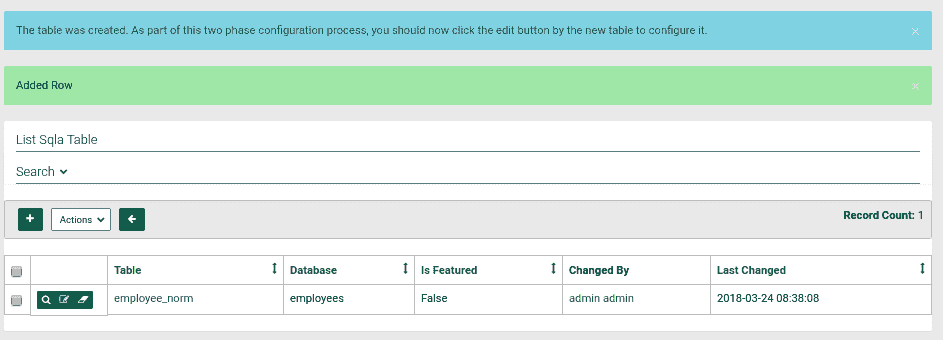 The table was created. As part of this two phase configuration process, you should now click the edit button by the new table to configure it. ×
Added Row ×
List Sqla Table
Search
+ Actions Record Count: 1
Table Database Is Featured Changed By Last Changed
employee_norm employees False admin admin 2018-03-24 08:38:08